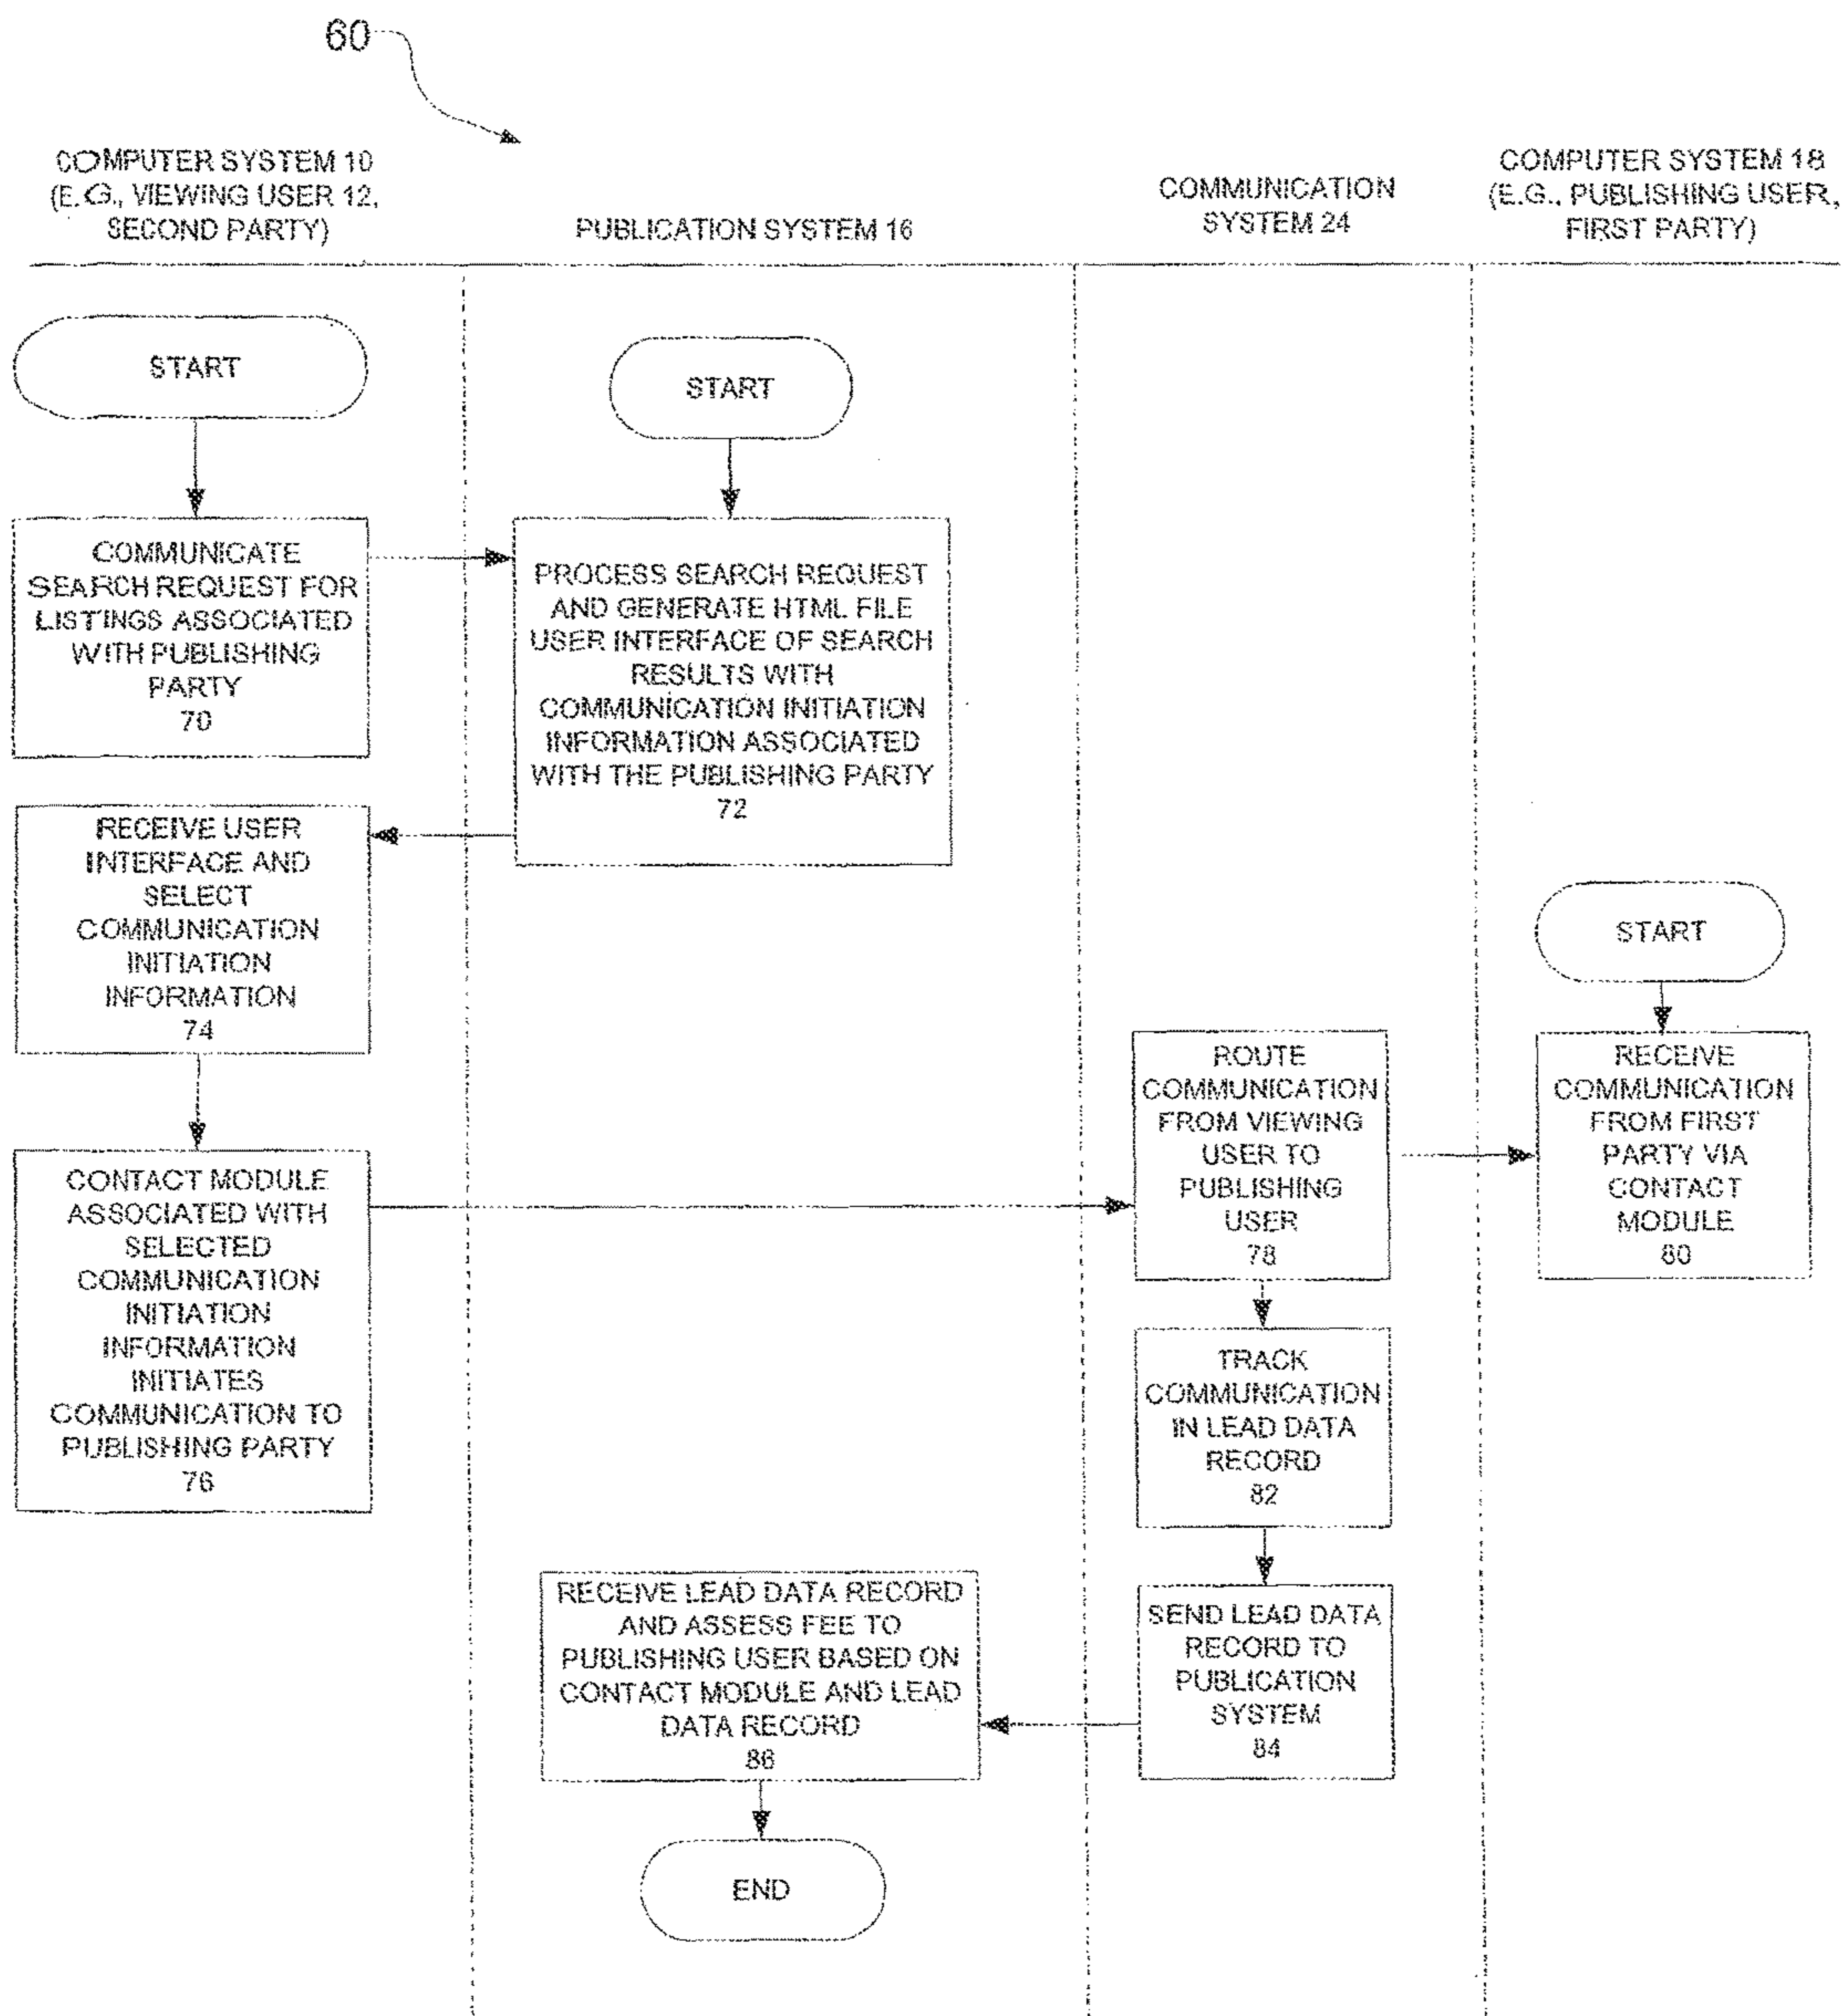 60
COMPUTER SYSTEM 10
(E.G., VIEWING USER 12,
SECOND PARTY)
PUBLICATION SYSTEM 16
COMMUNICATION
SYSTEM 24
COMPUTER SYSTEM 18
(E.G., PUBLISHING USER,
FIRST PARTY)
START
START
COMMUNICATE
SEARCH REQUEST FOR
LISTINGS ASSOCIATED
WITH PUBLISHING
PARTY
70
PROCESS SEARCH REQUEST
AND GENERATE HTML FILE
USER INTERFACE OF SEARCH
RESULTS WITH
COMMUNICATION INITIATION
INFORMATION ASSOCIATED
WITH THE PUBLISHING PARTY
72
RECEIVE USER
INTERFACE AND
SELECT
COMMUNICATION
INITIATION
INFORMATION
74
START
CONTACT MODULE
ASSOCIATED WITH
SELECTED
COMMUNICATION
INITIATION
INFORMATION
INITIATES
COMMUNICATION TO
PUBLISHING PARTY
76
ROUTE
COMMUNICATION
FROM VIEWING
USER TO
PUBLISHING
USER
78
RECEIVE
COMMUNICATION
FROM FIRST
PARTY VIA
CONTACT
MODULE
80
TRACK
COMMUNICATION
IN LEAD DATA
RECORD
82
RECEIVE LEAD DATA RECORD
AND ASSESS FEE TO
PUBLISHING USER BASED ON
CONTACT MODULE AND LEAD
DATA RECORD
86
SEND LEAD DATA
RECORD TO
PUBLICATION
SYSTEM
84
END